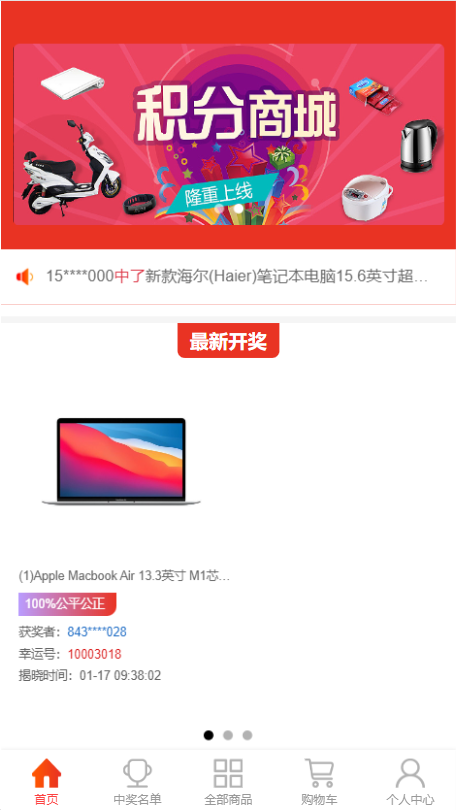 积分商城
隆重上线
15****000中了新款海尔(Haier)笔记本电脑15.6英寸超...
最新开奖
(1)Apple Macbook Air 13.3英寸 M1芯...
100%公平公正
获奖者：843****028
幸运号：10003018
揭晓时间：01-17 09:38:02
首页
中奖名单
全部商品
购物车
个人中心